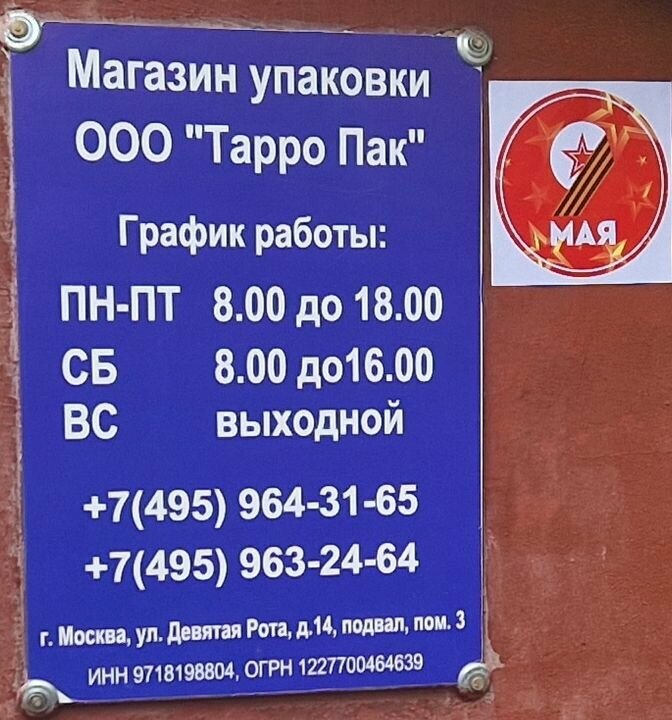 Магазин упаковки
ООО "Тарро Пак"
График работы:
ПН-ПТ 8.00 до 18.00
СБ 8.00 до16.00
ВС выходной
+7(495) 964-31-65
+7(495) 963-24-64
г. Москва, ул. Девятая Рота, д.14, подвал, пом. 3
ИНН 9718198804, ОГРН 1227700464639
9
МАЯ